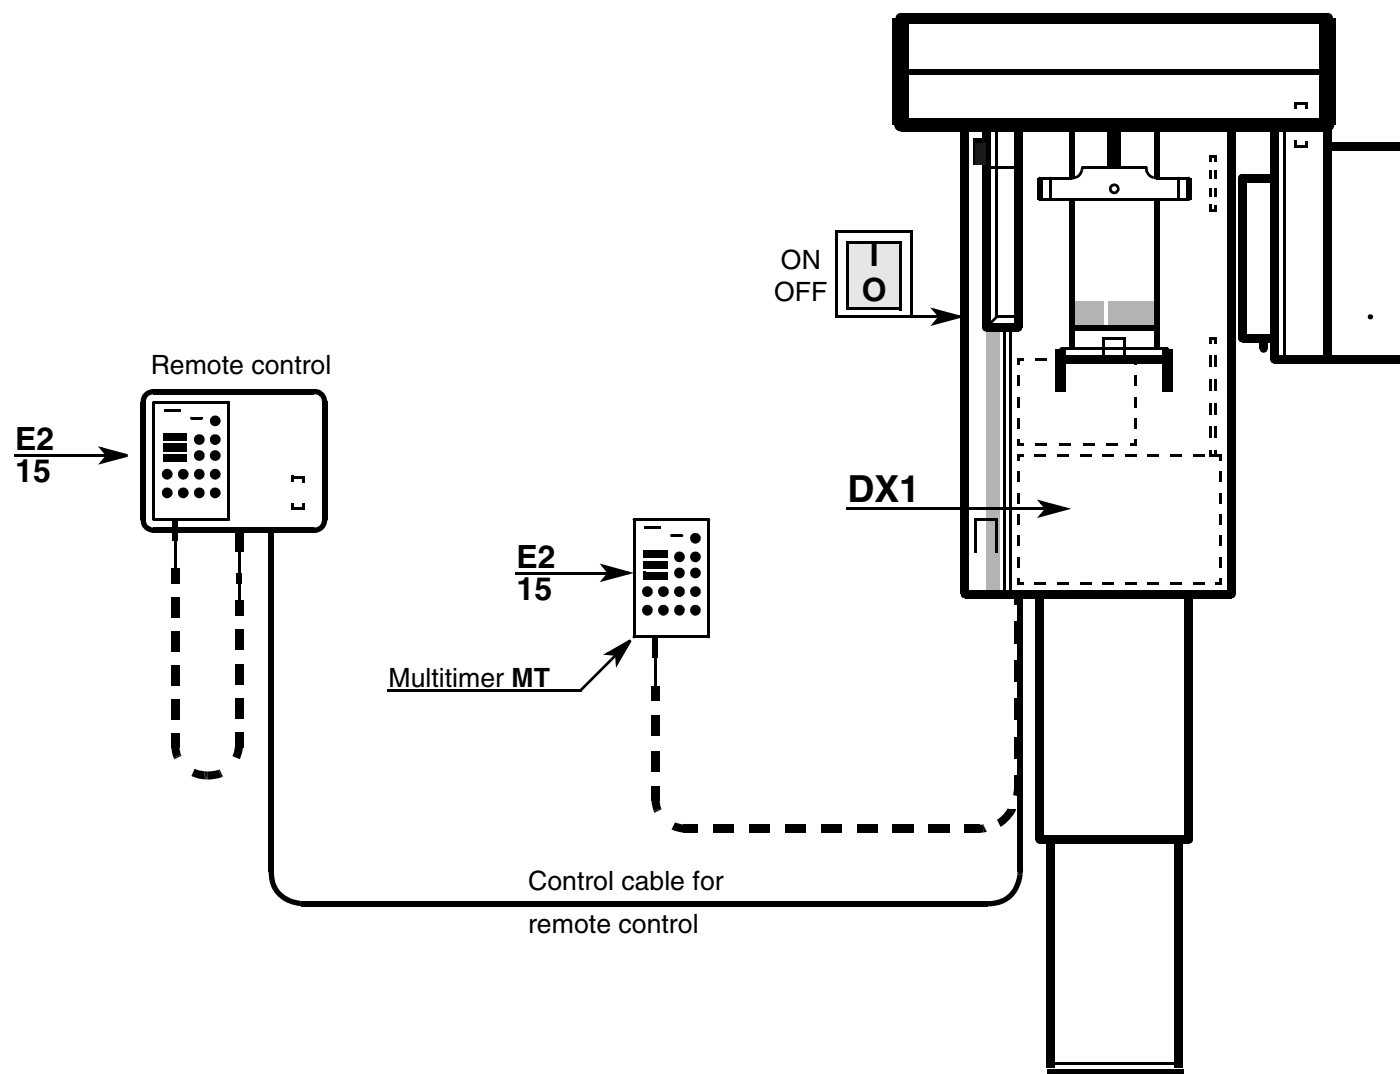 ON
OFF
I
O
Remote control
E2
15
DX1
E2
15
Multitimer MT
Control cable for
remote control